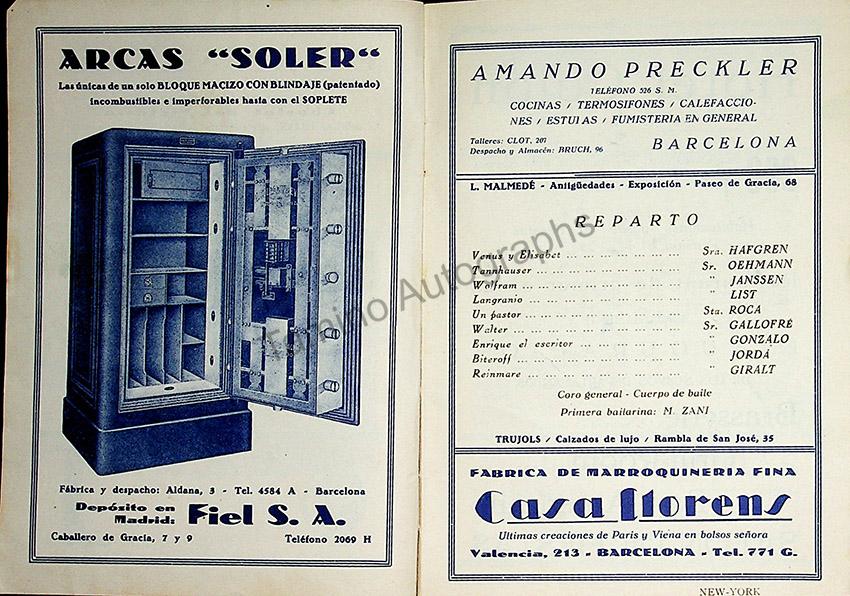 ARCAS “SOLER“
Las únicas de un solo BLOQUE MACIZO CON BLINDAJE (patentado)
incombustibles e imperforables hasta con el SOPLETE
Fábrica y despacho: Aldana, 3 - Tel. 4584 A - Barcelona
Depósito en Madrid: Fiel S. A.
Caballero de Gracia, 7 y 9 Teléfono 2069 H
AMANDO PRECKLER
TELÉFONO 526 S. M.
COCINAS / TERMOSIFONES / CALEFACCIO-
NES / ESTUFAS / FUMISTERIA EN GENERAL
Talleres: CLOT, 207
Despacho y Almacén: BRUCH, 96 BARCELONA
L. MALMEDÉ - Antigüedades - Exposición - Paseo de Gracia, 68
REPARTO
Venus y Elisabet ... Sra. HAFGREN
Tannhauser ... Sr. OEHMANN
Wolfram ... " JANSSEN
Langranio ... " LIST
Un pastor ... Sta. ROCA
Walter ... Sr. GALLOFRÉ
Enrique el escritor ... " GONZALO
Biteroff ... " JORDÁ
Reinmare ... " GIRALT
Coro general - Cuerpo de baile
Primera bailarina: M. ZANI
TRUJOLS / Calzados de lujo / Rambla de San José, 35
FABRICA DE MARROQUINERIA FINA
Casa Llorens
Ultimas creaciones de París y Viena en bolsos señora
Valencia, 213 - BARCELONA - Tel. 771 G.
NEW-YORK
Tamino Autographs